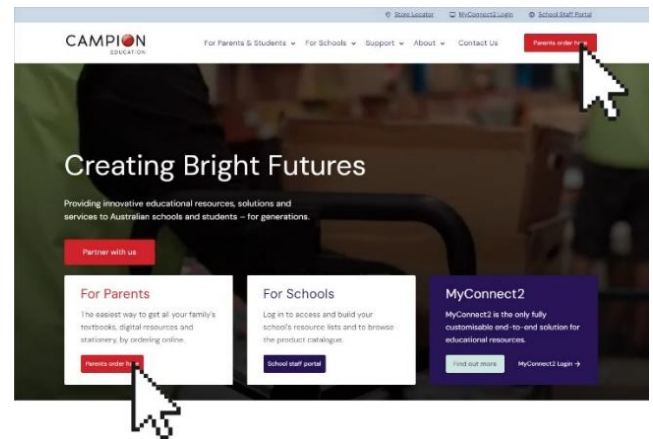 Store Locator MyConnect2 Login School Staff Portal
CAMPION
EDUCATION
For Parents & Students For Schools Support About Contact Us Parents order here
Creating Bright Futures
Providing innovative educational resources, solutions and
services to Australian schools and students – for generations.
Partner with us
For Parents
The easiest way to get all your family's
textbooks, digital resources and
stationery, by ordering online.
Parents order here
For Schools
Log in to access and build your
school's resource lists and to browse
the product catalogue.
School staff portal
MyConnect2
MyConnect2 is the only fully
customisable end-to-end solution for
educational resources.
Find out more MyConnect2 Login →